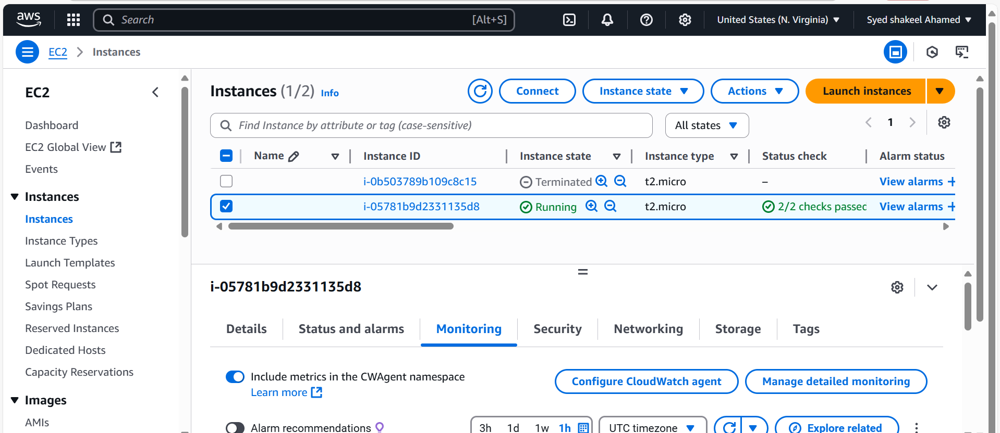 aws
Search [Alt+S]
United States (N. Virginia)
Syed shakeel Ahamed
EC2 Instances
EC2
Dashboard
EC2 Global View
Events
Instances
Instances
Instance Types
Launch Templates
Spot Requests
Savings Plans
Reserved Instances
Dedicated Hosts
Capacity Reservations
Images
AMIs
Instances (1/2) Info
Connect
Instance state
Actions
Launch instances
Find Instance by attribute or tag (case-sensitive)
All states
1
Name Instance ID Instance state Instance type Status check Alarm status
i-0b503789b109c8c15 Terminated t2.micro – View alarms +
i-05781b9d2331135d8 Running t2.micro 2/2 checks passed View alarms +
i-05781b9d2331135d8
Details Status and alarms Monitoring Security Networking Storage Tags
Include metrics in the CWAgent namespace
Learn more
Configure CloudWatch agent
Manage detailed monitoring
Alarm recommendations
3h 1d 1w 1h
UTC timezone
Explore related